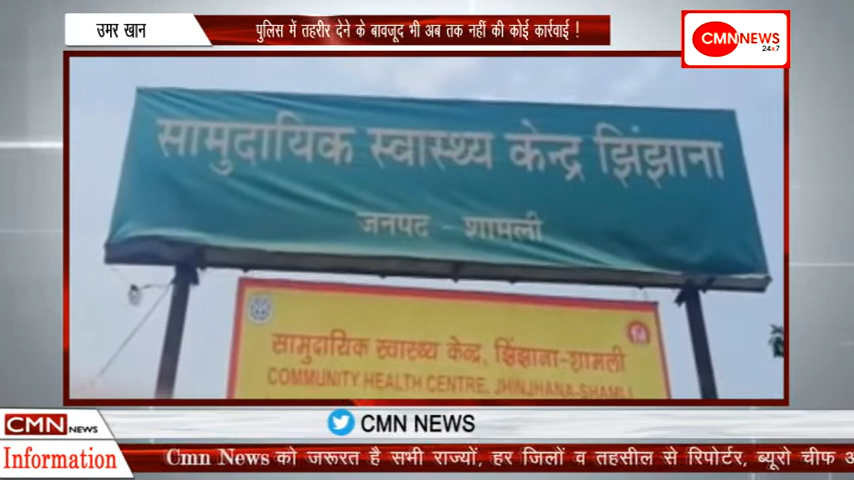 उमर खान
पुलिस में तहरीर देने के बावजूद भी अब तक नहीं की कोई कार्रवाई !
CMN NEWS
24x7
सामुदायिक स्वास्थ्य केन्द्र झिंझाना
जनपद - शामली
सामुदायिक स्वास्थ्य केन्द्र, झिंझाना-शामली
COMMUNITY HEALTH CENTRE, JHINJHANA-SHAMLI
CMN NEWS
CMN NEWS
Information
Cmn News को जरूरत है सभी राज्यों, हर जिलों व तहसील से रिपोर्टर, ब्यूरो चीफ